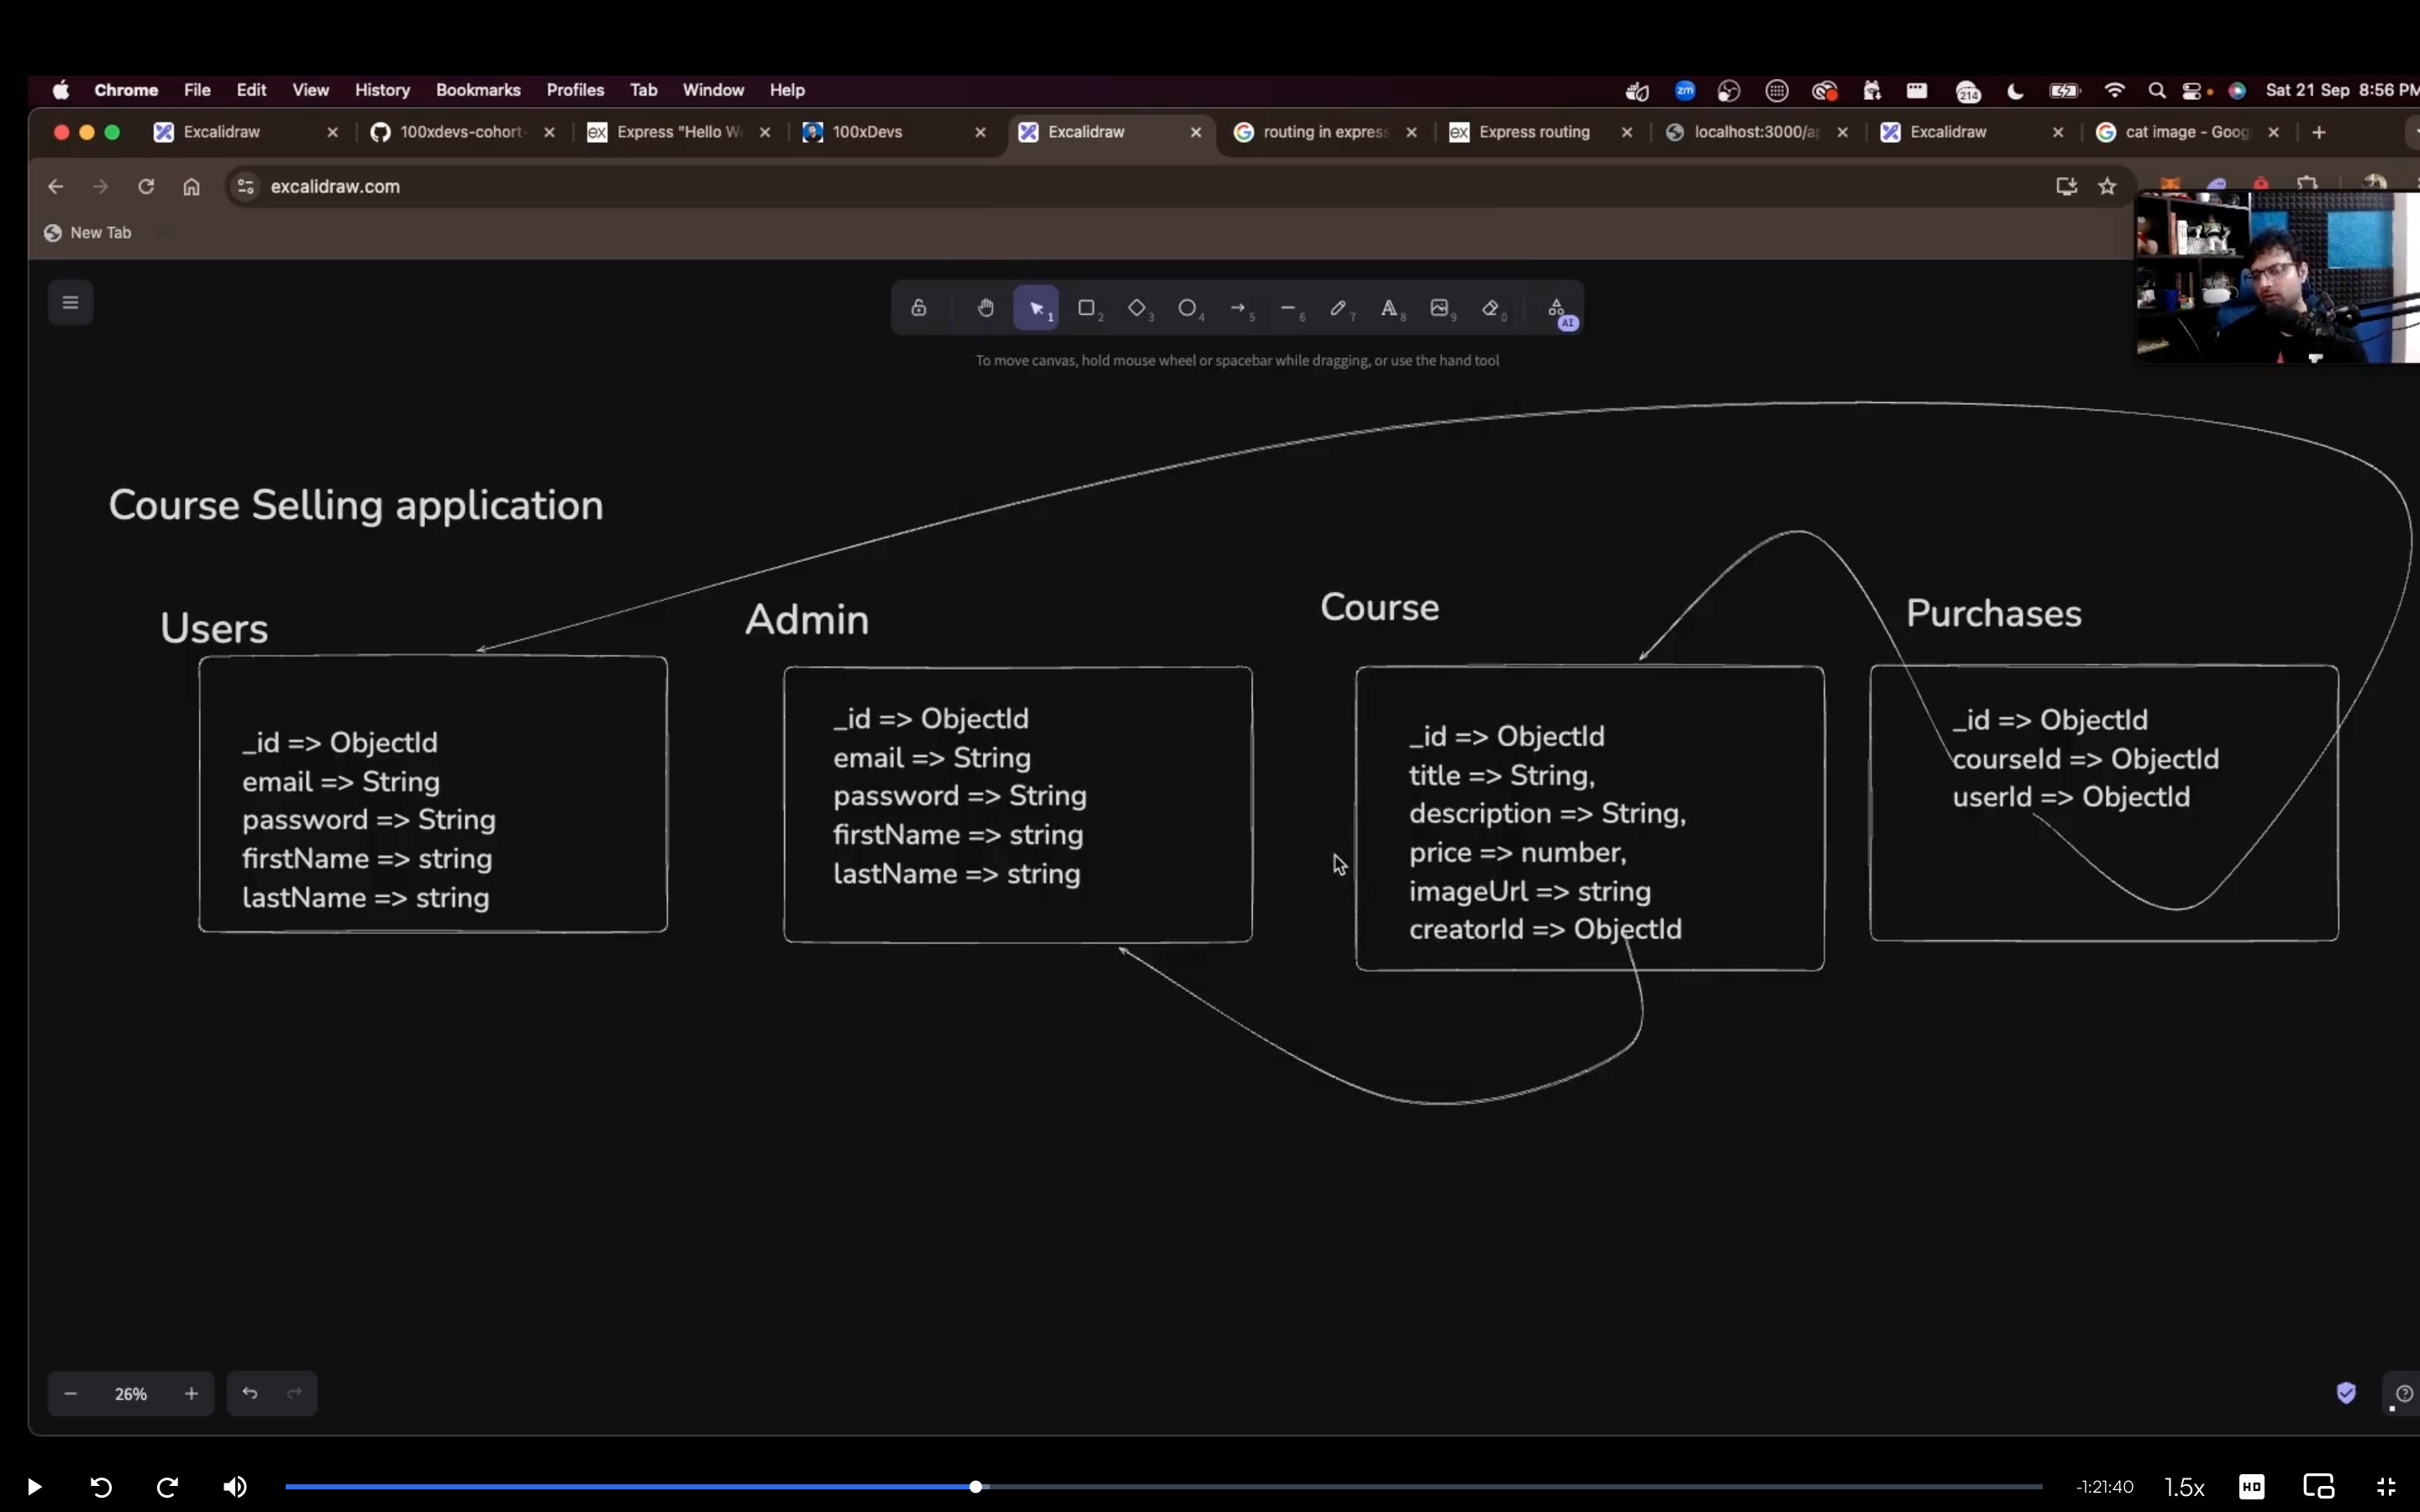 Chrome File Edit View History Bookmarks Profiles Tab Window Help
214
zm
Sat 21 Sep 8:56 PM
Excalidraw
100xdevs-cohort-
ex Express "Hello W
100xDevs
Excalidraw
routing in express
ex Express routing
localhost:3000/a
Excalidraw
cat image - Goog
excalidraw.com
New Tab
1 2 3 4 5 6 7 A 8 9 0
AI
To move canvas, hold mouse wheel or spacebar while dragging, or use the hand tool
Course Selling application
Users
_id => ObjectId
email => String
password => String
firstName => string
lastName => string
Admin
_id => ObjectId
email => String
password => String
firstName => string
lastName => string
Course
_id => ObjectId
title => String,
description => String,
price => number,
imageUrl => string
creatorId => ObjectId
Purchases
_id => ObjectId
courseId => ObjectId
userId => ObjectId
26%
-1:21:40
1.5x
HD